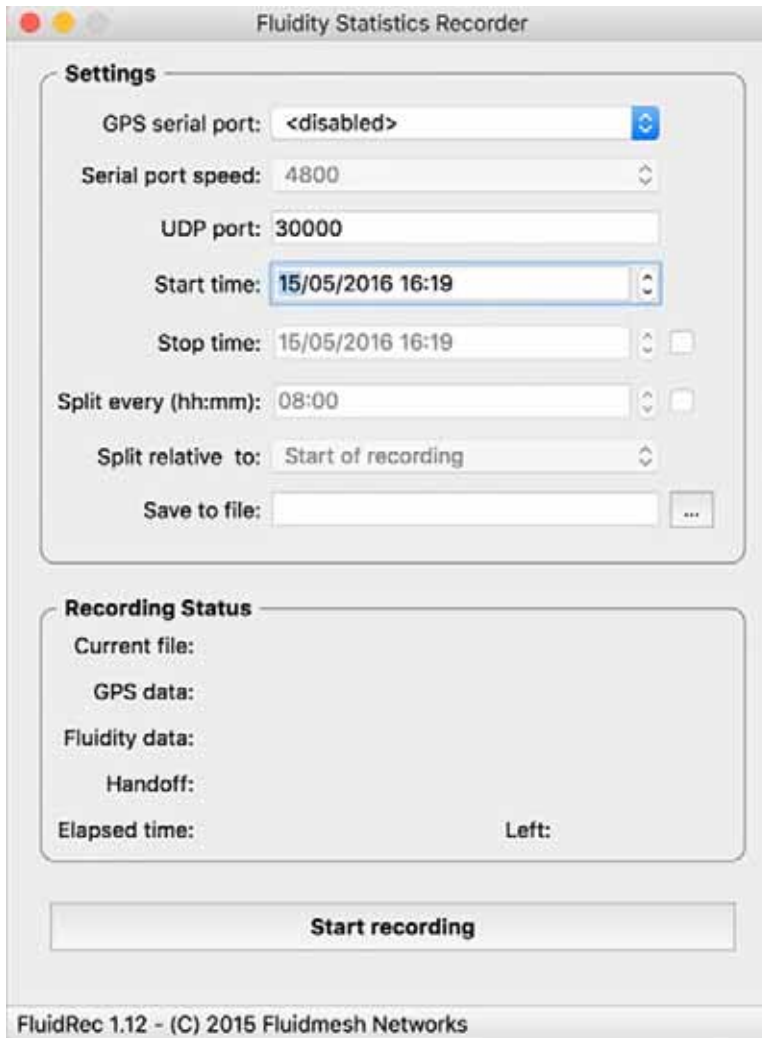 Fluidity Statistics Recorder
Settings
GPS serial port: <disabled>
Serial port speed: 4800
UDP port: 30000
Start time: 15/05/2016 16:19
Stop time: 15/05/2016 16:19
Split every (hh:mm): 08:00
Split relative to: Start of recording
Save to file: ...
Recording Status
Current file:
GPS data:
Fluidity data:
Handoff:
Elapsed time: Left:
Start recording
FluidRec 1.12 - (C) 2015 Fluidmesh Networks